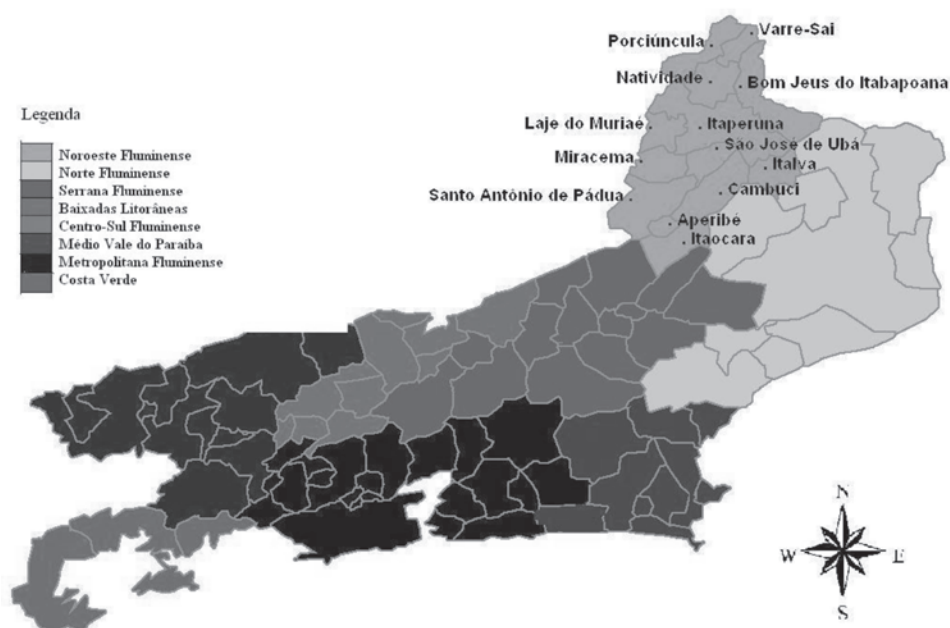 Varre-Sai
Porciúncula
Natividade
Bom Jeus do Itabapoana
Laje do Muriaé
Itaperuna
São José de Ubá
Miracema
Italva
Santo Antônio de Pádua
Cambuci
Aperibé
Itaocara
Legenda
Noroeste Fluminense
Norte Fluminense
Serrana Fluminense
Baixadas Litorâneas
Centro-Sul Fluminense
Médio Vale do Paraíba
Metropolitana Fluminense
Costa Verde
N
W
E
S